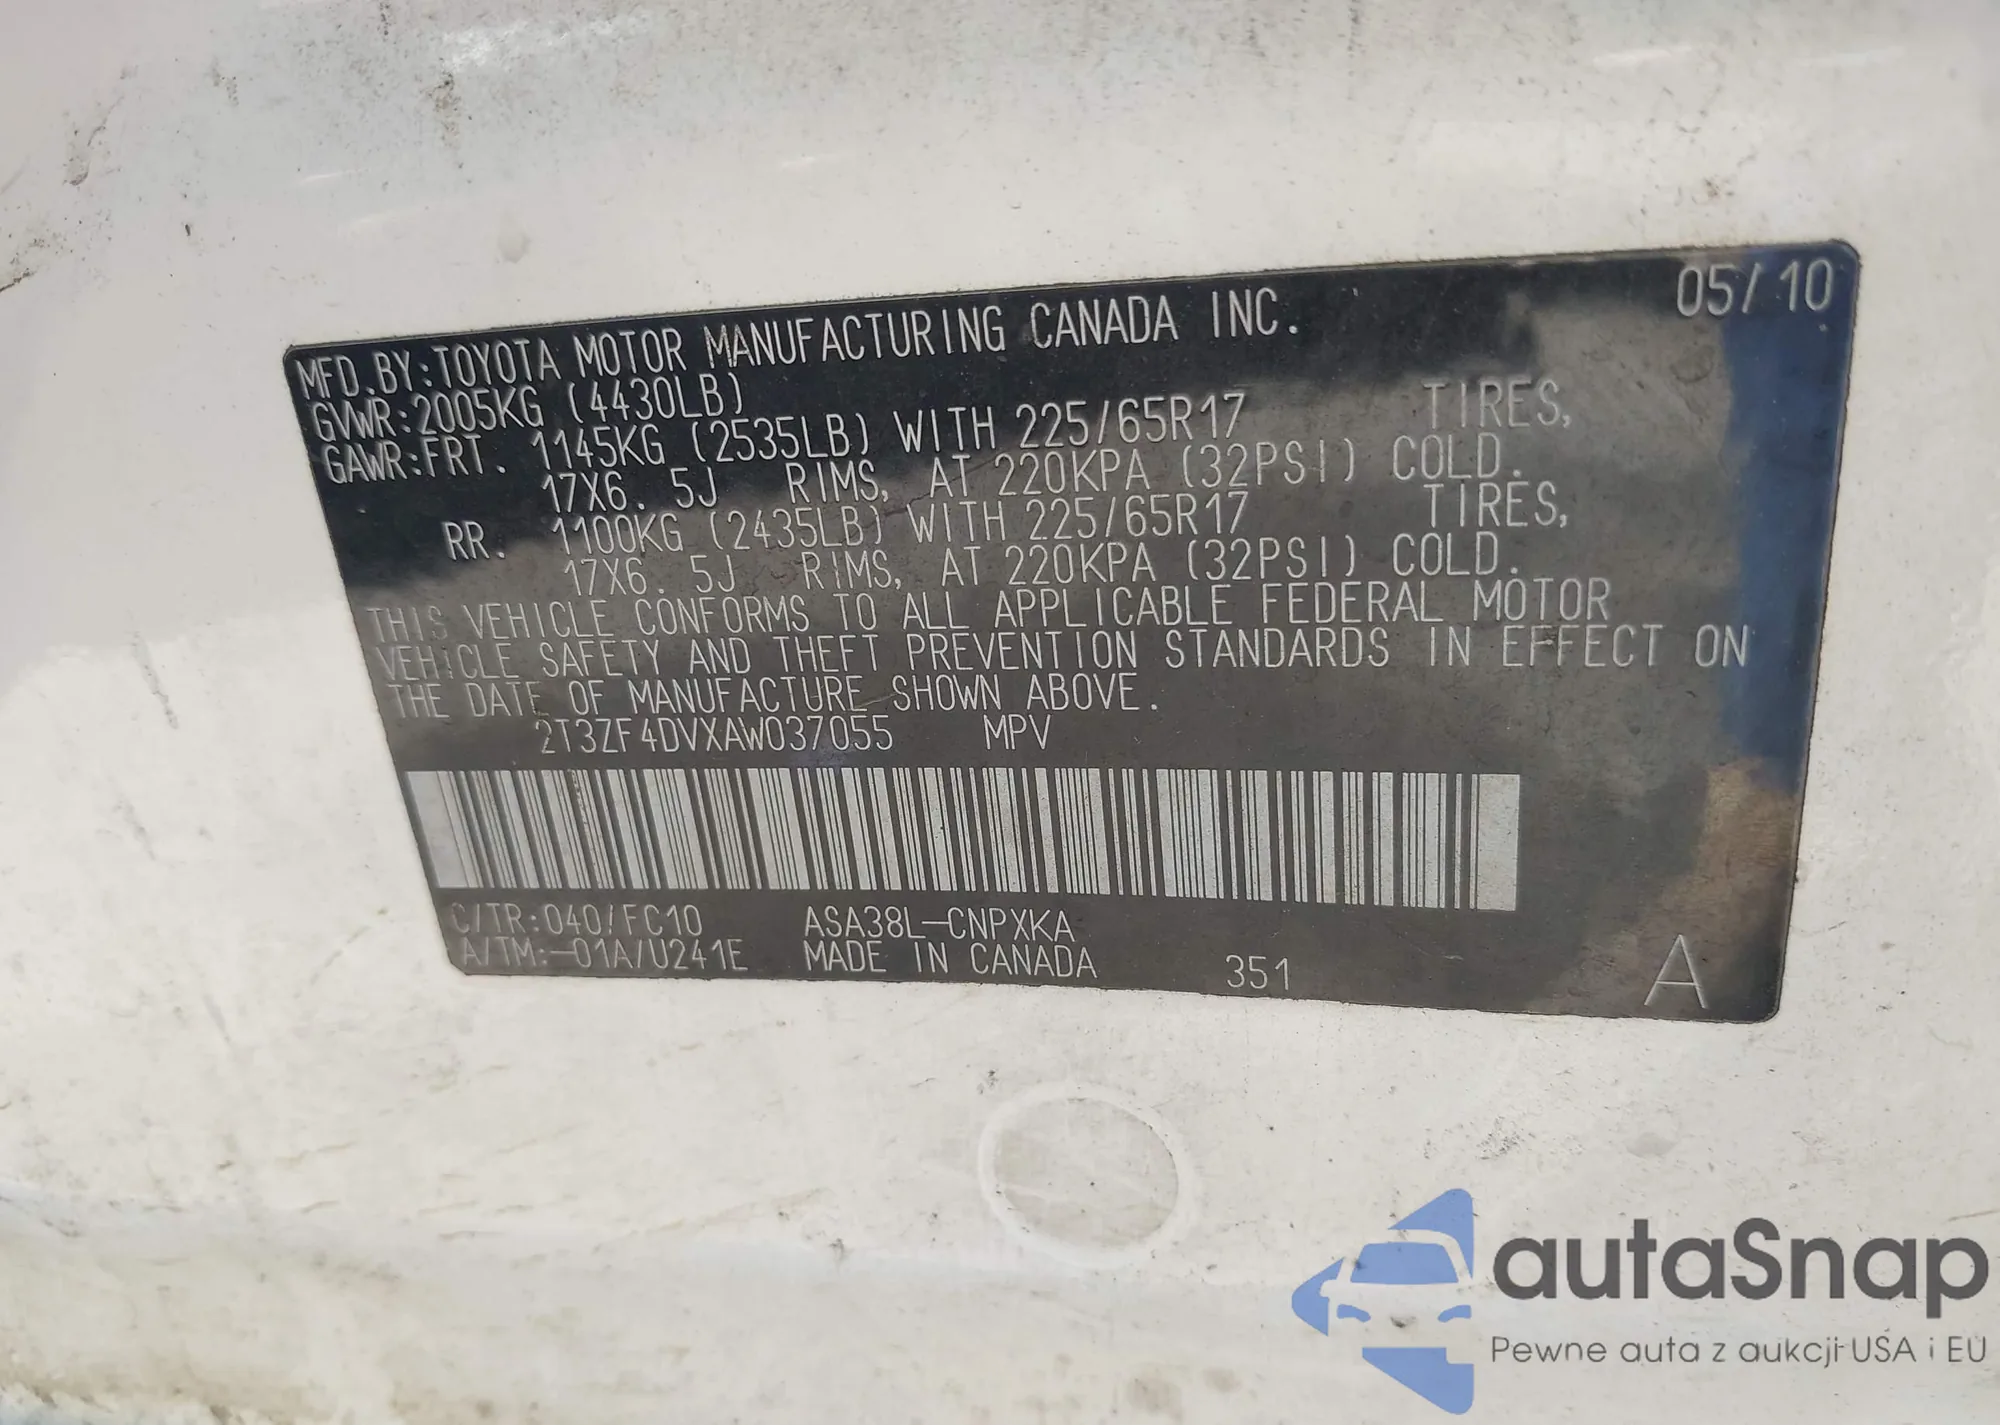 05/10
MFD.BY:TOYOTA MOTOR MANUFACTURING CANADA INC.
GVWR:2005KG (4430LB)
GAWR:FRT. 1145KG (2535LB) WITH 225/65R17 TIRES,
17X6.5J RIMS, AT 220KPA (32PSI) COLD.
RR. 1100KG (2435LB) WITH 225/65R17 TIRES,
17X6.5J RIMS, AT 220KPA (32PSI) COLD.
THIS VEHICLE CONFORMS TO ALL APPLICABLE FEDERAL MOTOR
VEHICLE SAFETY AND THEFT PREVENTION STANDARDS IN EFFECT ON
THE DATE OF MANUFACTURE SHOWN ABOVE.
2T3ZF4DVXAW037055 MPV
C/TR:040/FC10 ASA38L-CNPXKA
A/TM:-01A/U241E MADE IN CANADA 351 A
autaSnap
Pewne auta z aukcji USA i EU